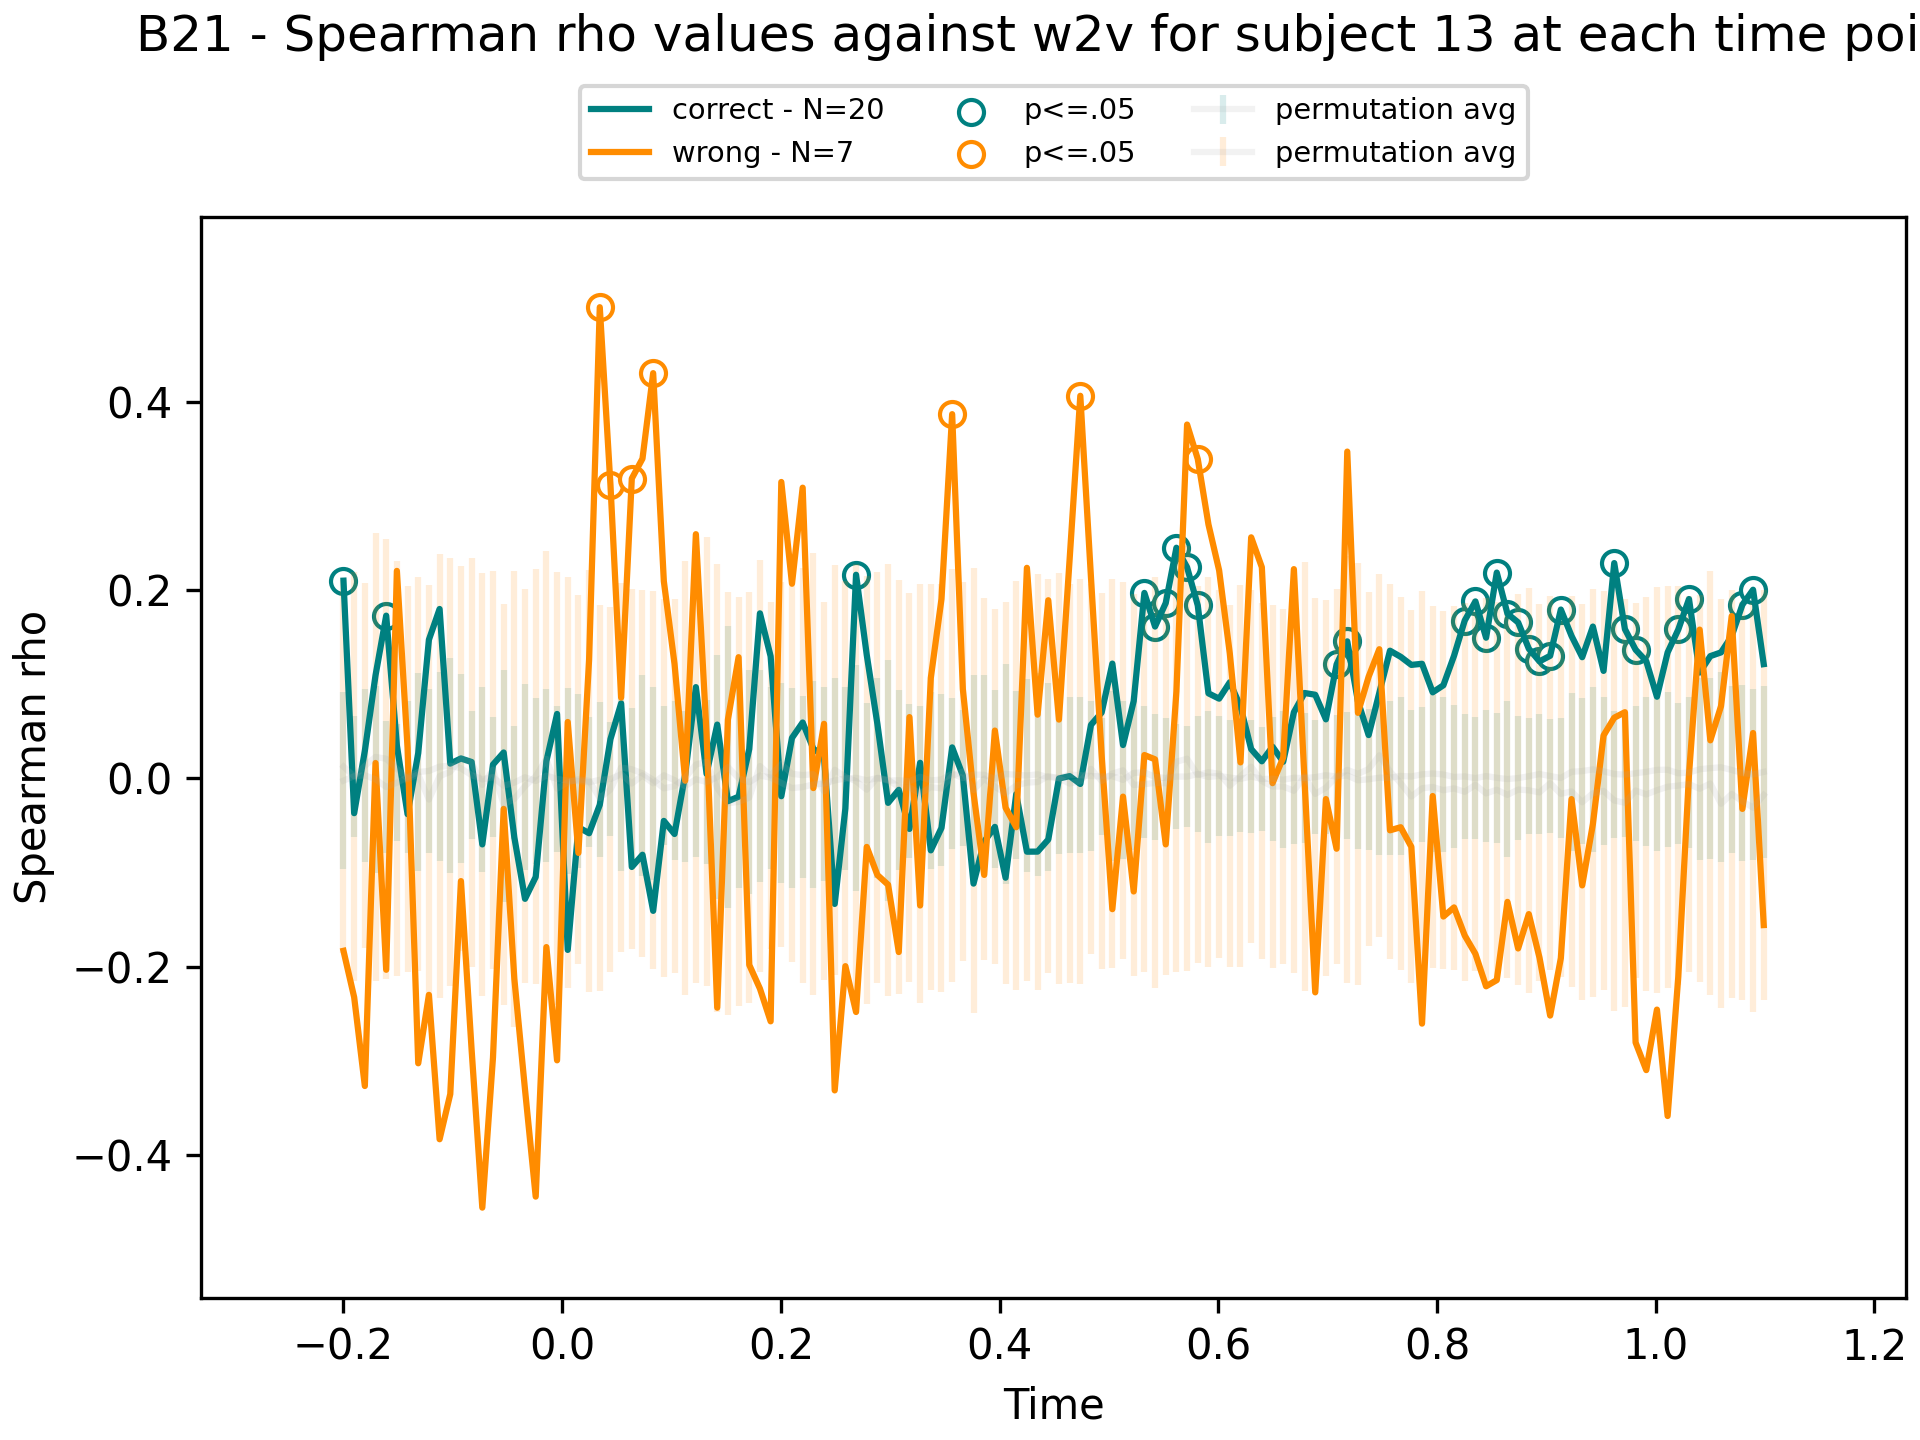 B21 - Spearman rho values against w2v for subject 13 at each time poi
correct - N=20
wrong - N=7
p<=.05
p<=.05
permutation avg
permutation avg
Spearman rho
0.4
0.2
0.0
−0.2
−0.4
−0.2
0.0
0.2
0.4
0.6
0.8
1.0
1.2
Time